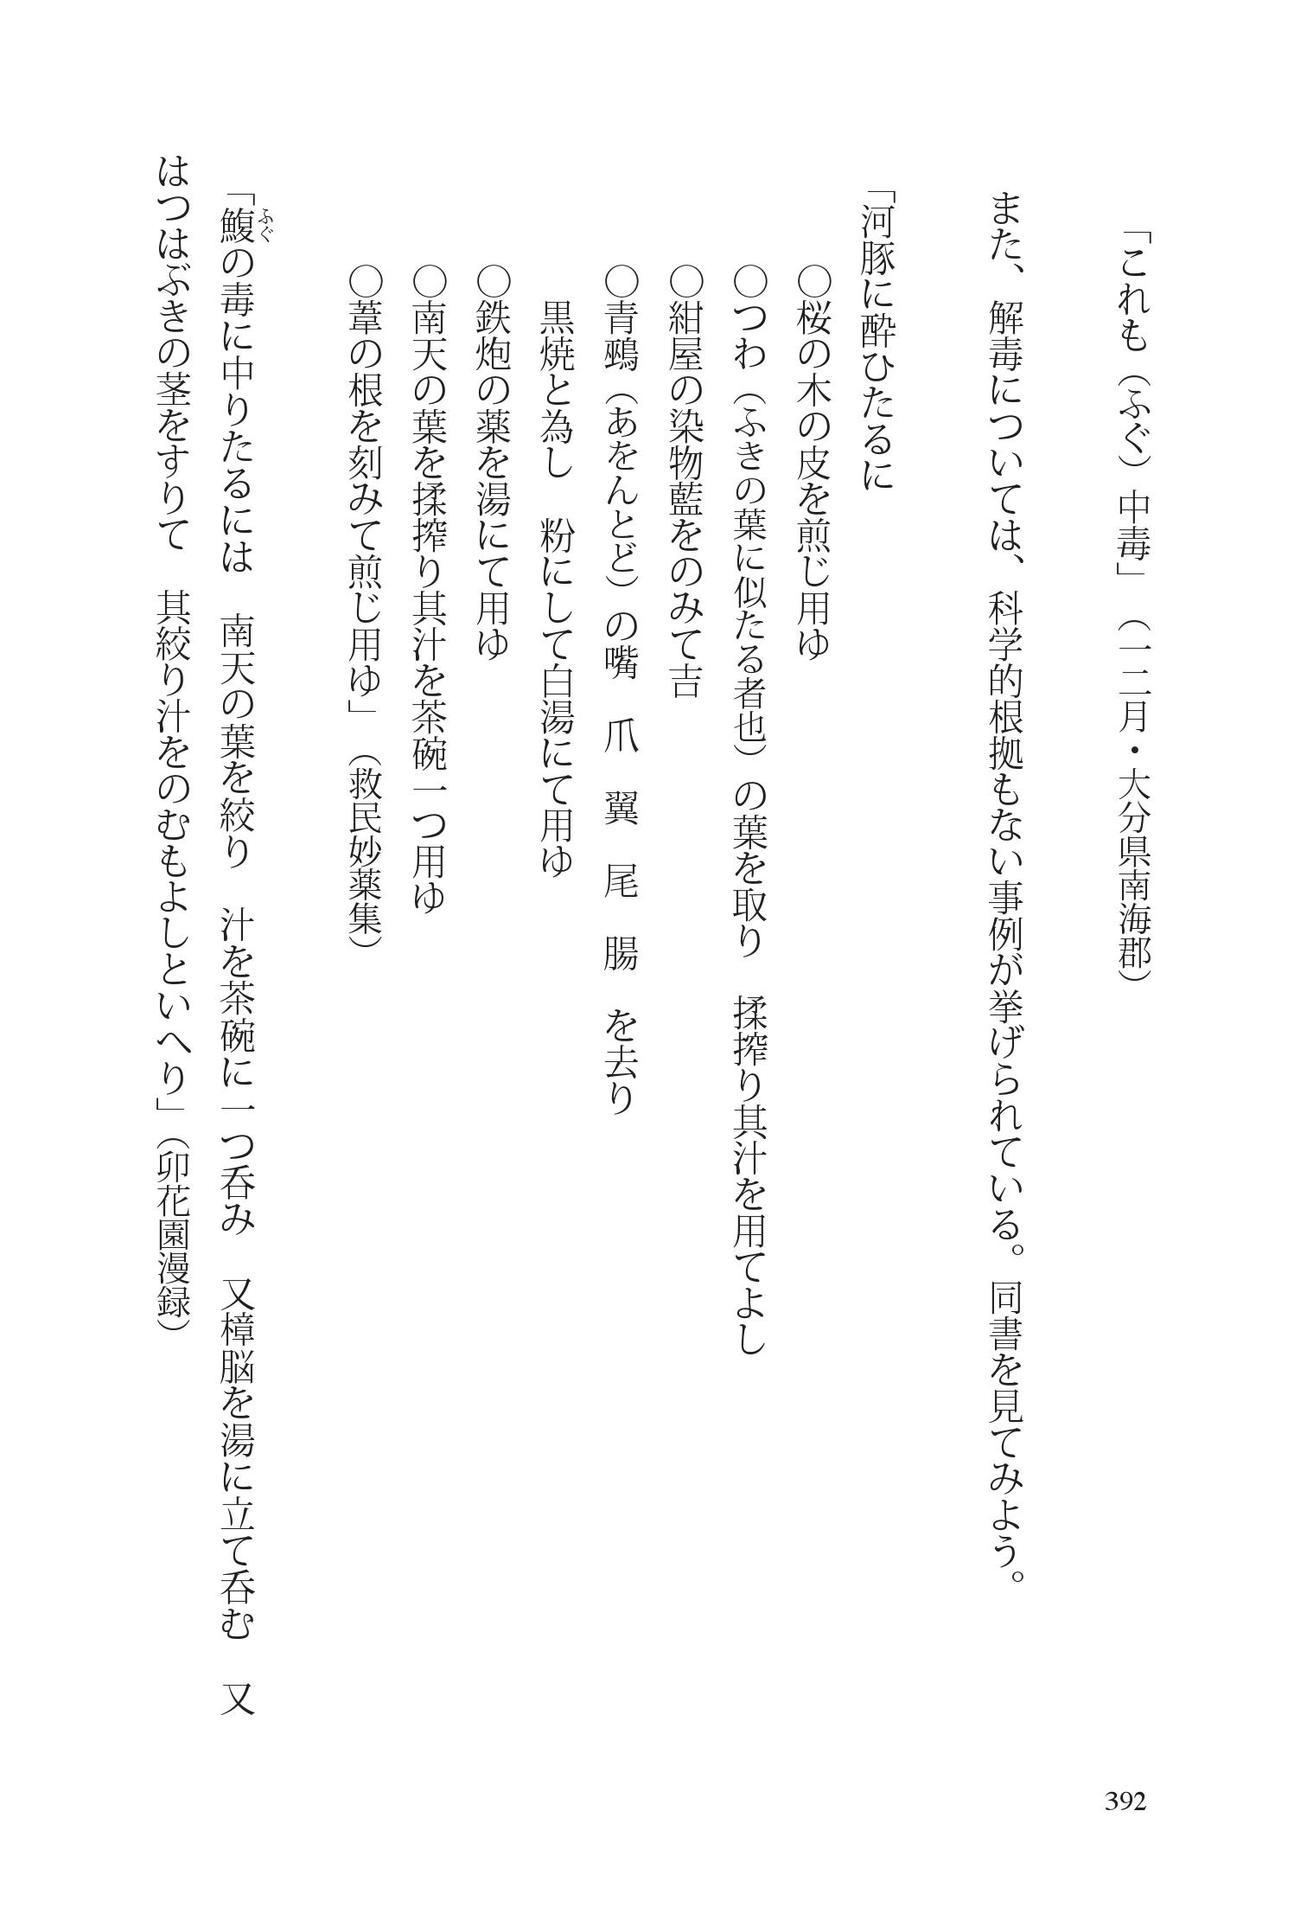 「これも（ふぐ）中毒」　（一二月・大分県南海郡）
また、解毒については、科学的根拠もない事例が挙げられている。同書を見てみよう。
「河豚に酔ひたるに
〇桜の木の皮を煎じ用ゆ
〇つわ（ふきの葉に似たる者也）の葉を取り　揉搾り其汁を用てよし
〇紺屋の染物藍をのみて吉
〇青鵐（あをんとど）の嘴　爪　翼　尾　腸　を去り
黒焼と為し　粉にして白湯にて用ゆ
〇鉄炮の薬を湯にて用ゆ
〇南天の葉を揉搾り其汁を茶碗一つ用ゆ
〇葦の根を刻みて煎じ用ゆ」　（救民妙薬集）
「鰒の毒に中りたるには　南天の葉を絞り　汁を茶碗に一つ呑み　又樟脳を湯に立て呑む　又
ふぐ
はつはぶきの茎をすりて　其絞り汁をのむもよしといへり」（卯花園漫録）
392